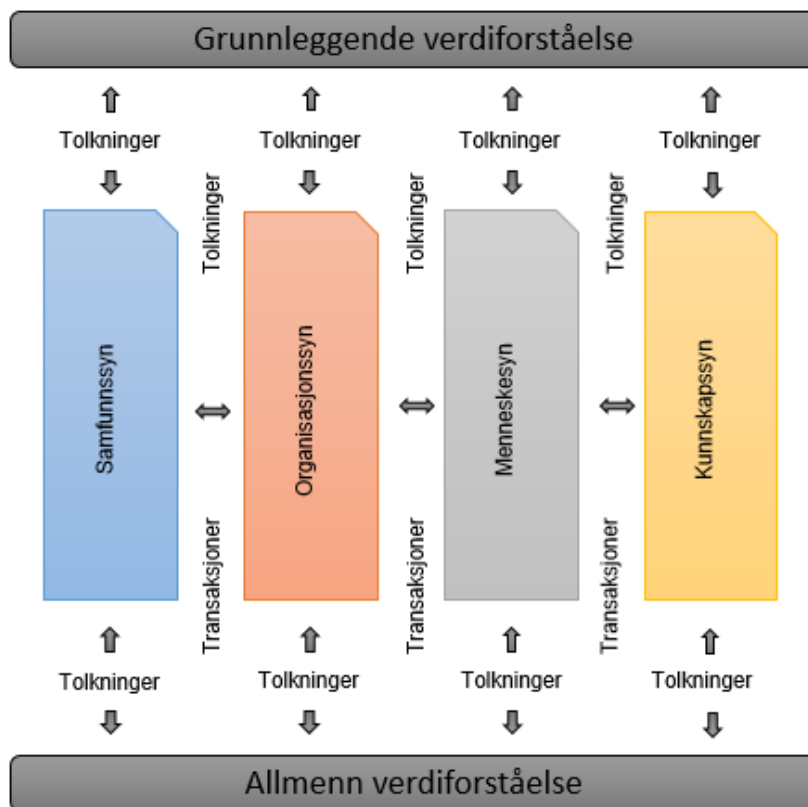 Grunnleggende verdiforståelse
Tolkninger
Tolkninger
Tolkninger
Tolkninger
Tolkninger
Tolkninger
Tolkninger
Samfunnssyn
Organisasjonssyn
Menneskesyn
Kunnskapssyn
Transaksjoner
Transaksjoner
Transaksjoner
Tolkninger
Tolkninger
Tolkninger
Tolkninger
Allmenn verdiforståelse